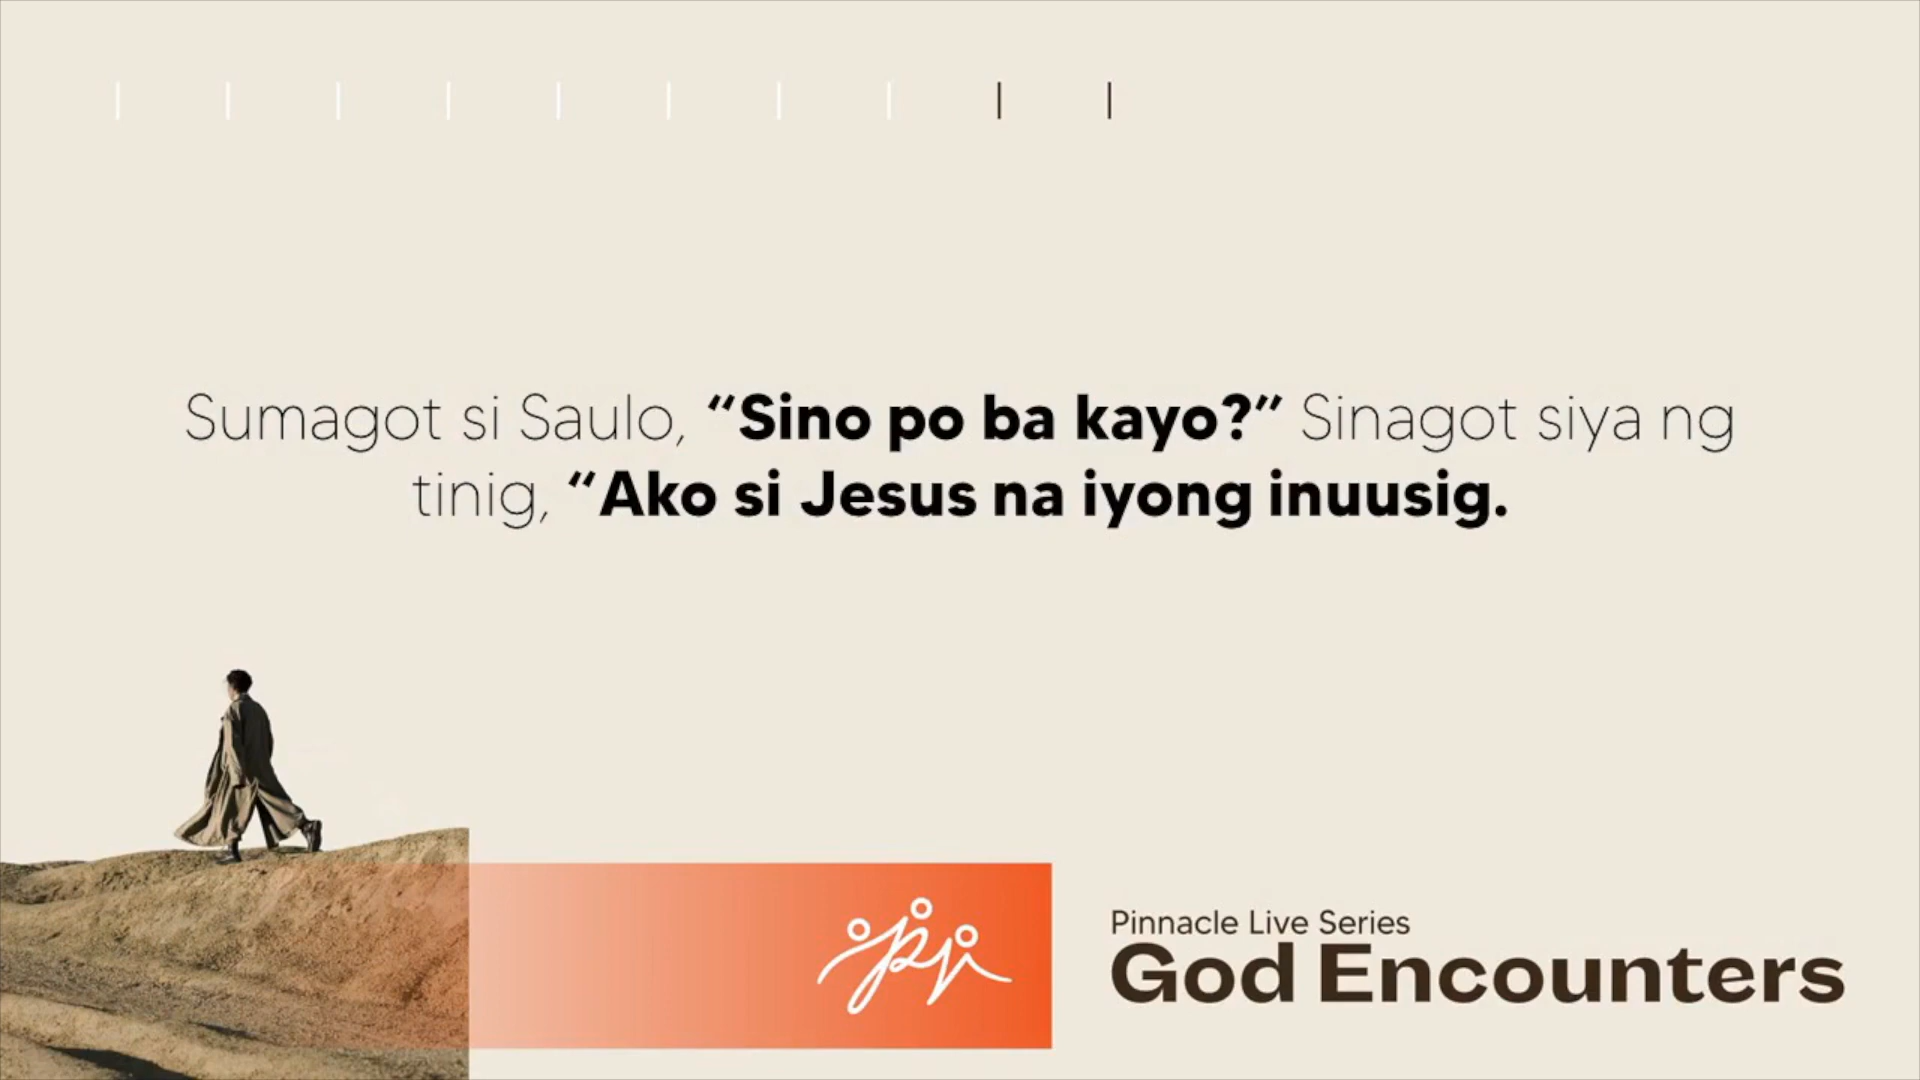 Sumagot si Saulo, “Sino po ba kayo?” Sinagot siya ng
tinig, “Ako si Jesus na iyong inuusig.
Pinnacle Live Series
God Encounters